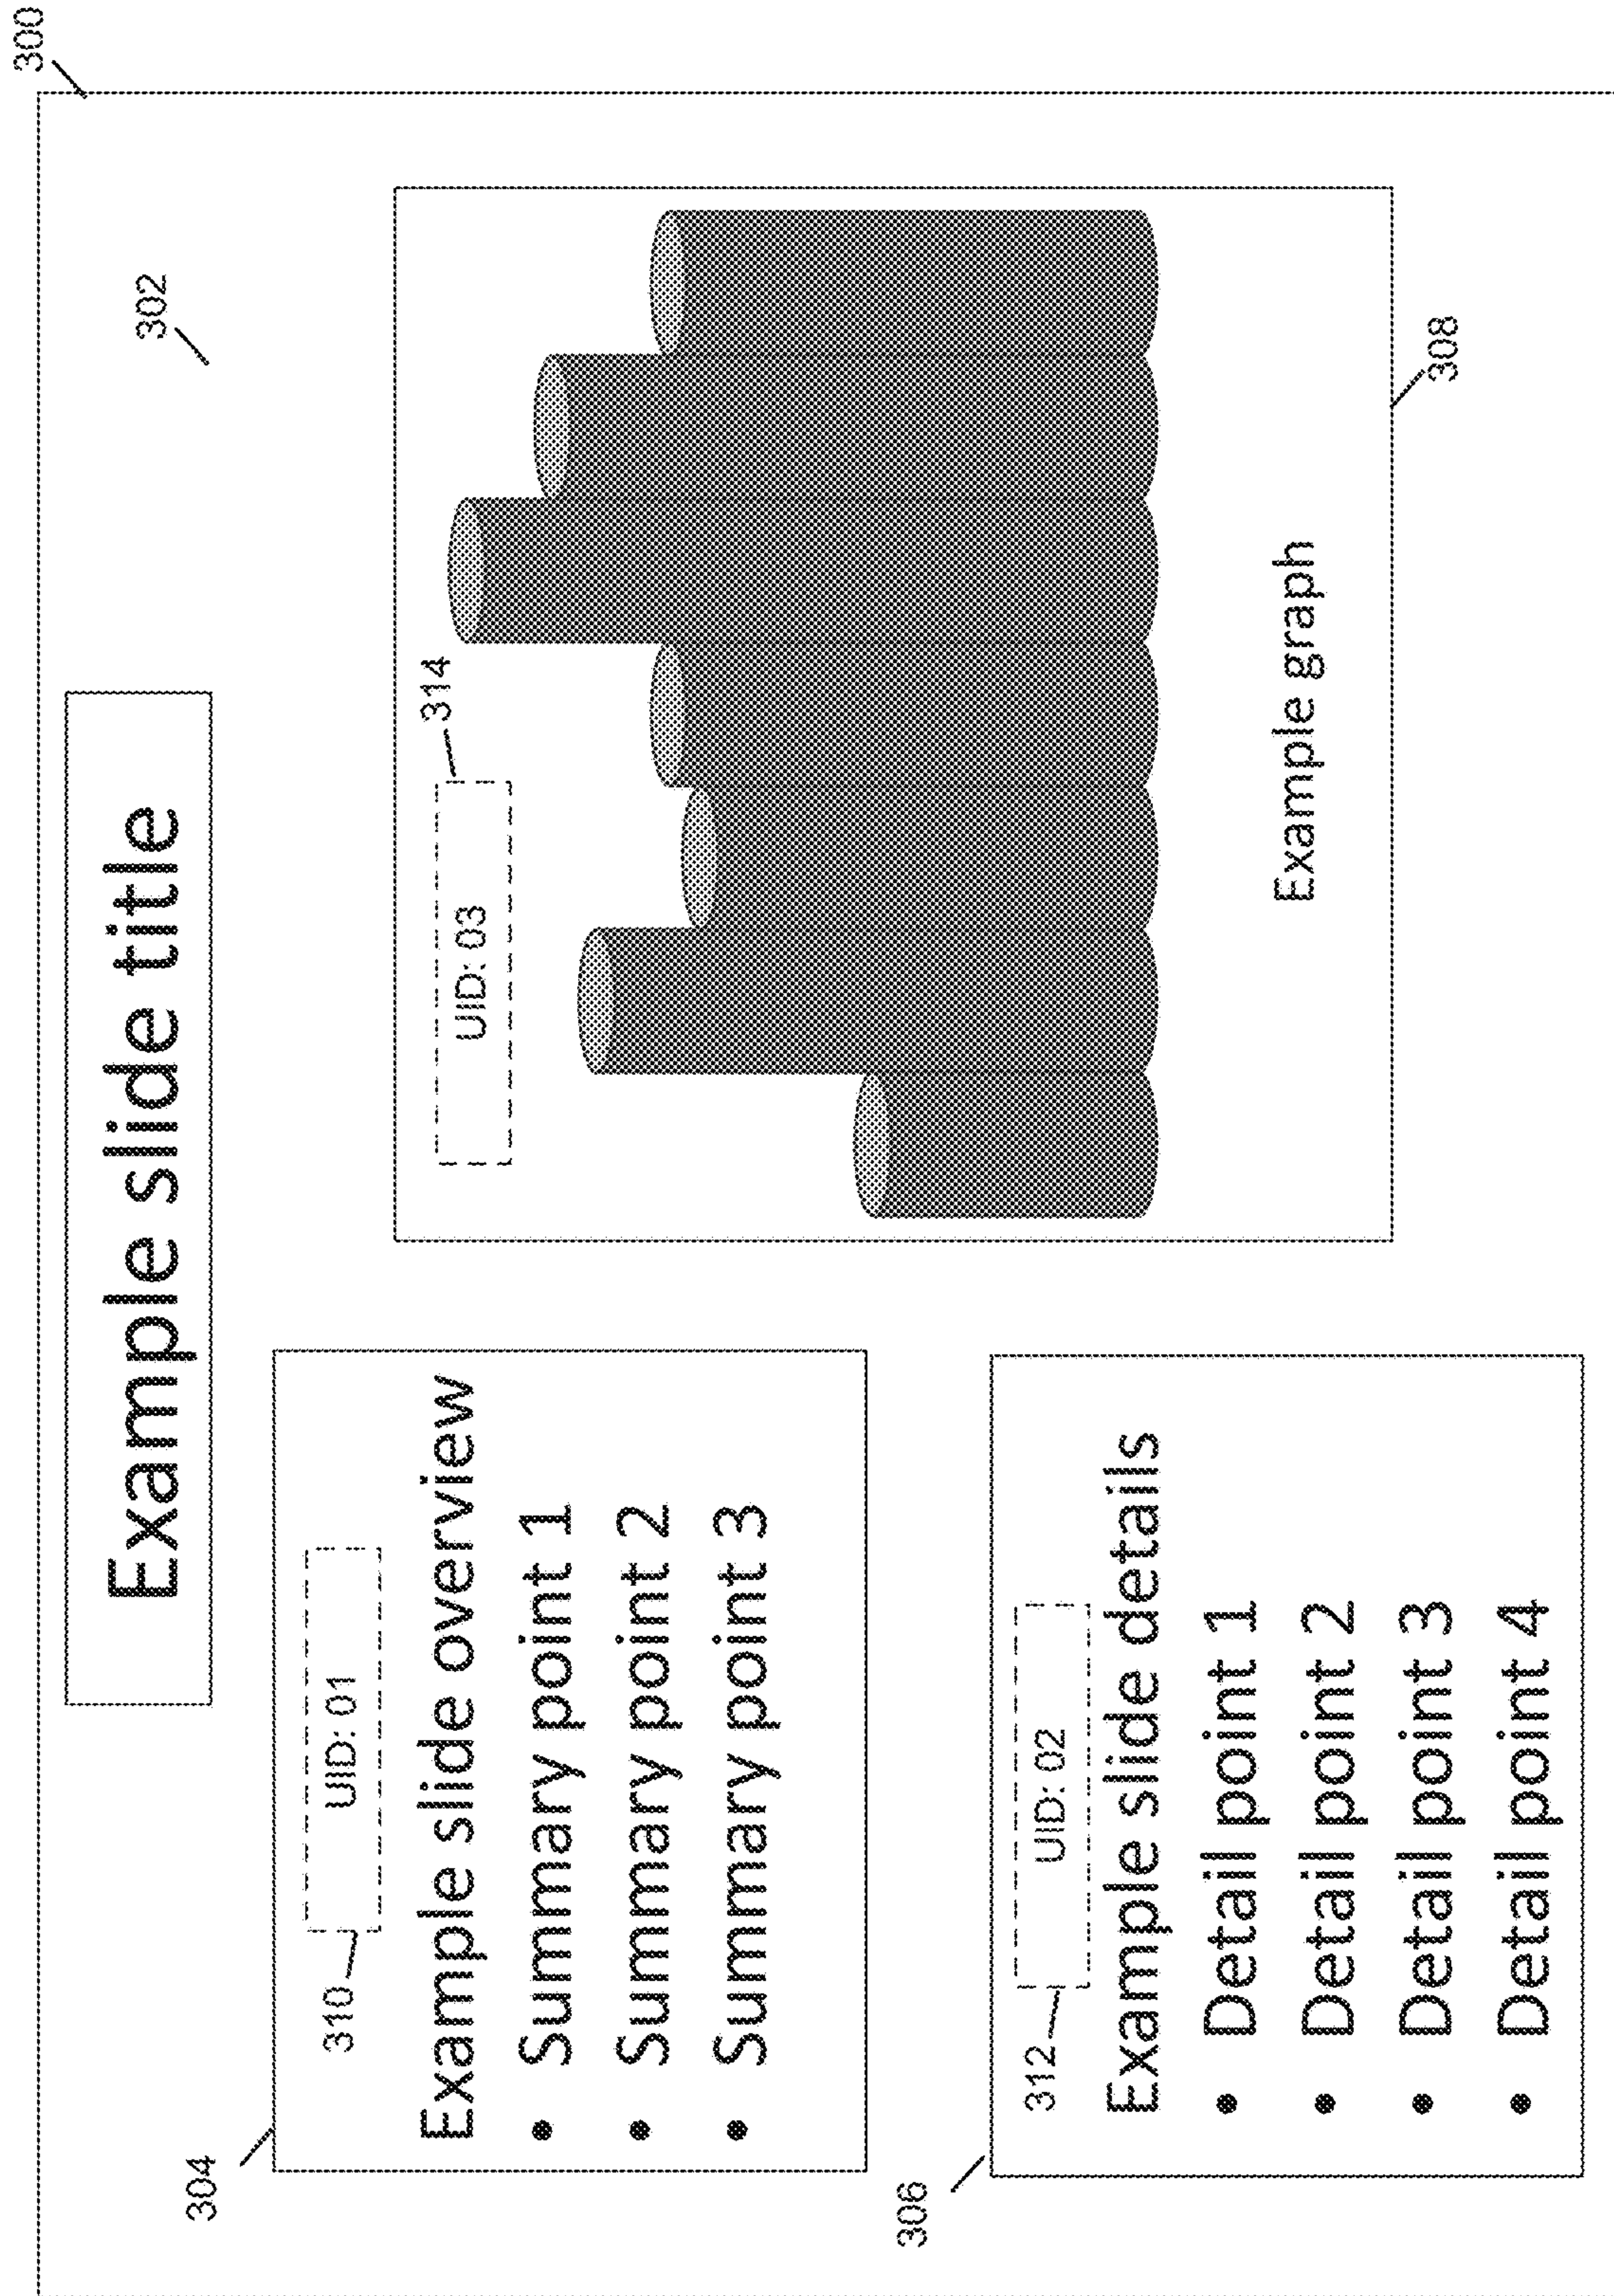 300
302
Example slide title
304
310
UID: 01
Example slide overview
• Summary point 1
• Summary point 2
• Summary point 3
306
312
UID: 02
Example slide details
• Detail point 1
• Detail point 2
• Detail point 3
• Detail point 4
314
UID: 03
Example graph
308